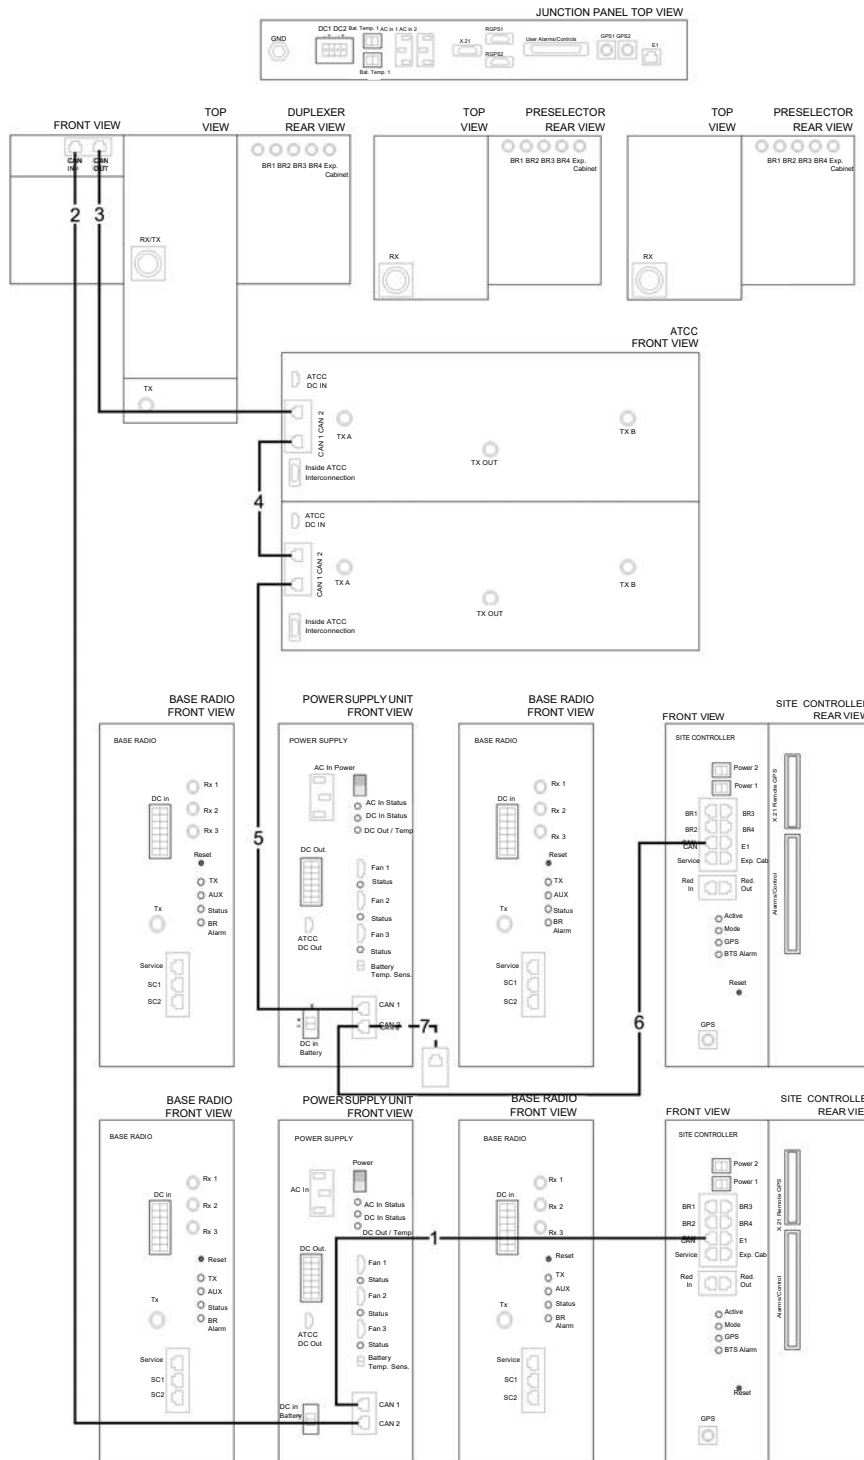 JUNCTION PANEL TOP VIEW
GND
DC1 DC2 Bat. Temp. 1 AC in 1 AC in 2
Bat. Temp. 1
X.21
RGPS1
RGPS2
User Alarms/Controls
GPS1 GPS2
E1
FRONT VIEW
TOP
VIEW
DUPLEXER
REAR VIEW
TOP
VIEW
PRESELECTOR
REAR VIEW
TOP
VIEW
PRESELECTOR
REAR VIEW
CAN
IN
CAN
OUT
BR1 BR2 BR3 BR4 Exp.
Cabinet
BR1 BR2 BR3 BR4 Exp.
Cabinet
BR1 BR2 BR3 BR4 Exp.
Cabinet
2
3
RX/TX
RX
RX
TX
ATCC
FRONT VIEW
ATCC
DC IN
CAN 1 CAN 2
TX A
TX OUT
TX B
Inside ATCC
Interconnection
4
ATCC
DC IN
CAN 1 CAN 2
TX A
TX OUT
TX B
Inside ATCC
Interconnection
BASE RADIO
FRONT VIEW
POWER SUPPLY UNIT
FRONT VIEW
BASE RADIO
FRONT VIEW
FRONT VIEW
SITE CONTROLLER
REAR VIEW
BASE RADIO
DC in
Rx 1
Rx 2
Rx 3
Reset
TX
AUX
Status
BR
Alarm
Tx
Service
SC1
SC2
5
POWER SUPPLY
AC In Power
AC In Status
DC In Status
DC Out / Temp
DC Out.
Fan 1
Status
Fan 2
Status
Fan 3
Status
ATCC
DC Out
Battery
Temp. Sens.
CAN 1
CAN 2
DC in
Battery
7
BASE RADIO
DC in
Rx 1
Rx 2
Rx 3
Reset
TX
AUX
Status
BR
Alarm
Tx
Service
SC1
SC2
6
SITE CONTROLLER
Power 2
Power 1
BR1
BR3
BR2
BR4
CAN
E1
Service
Exp. Cab
Red
In
Red.
Out
Active
Mode
GPS
BTS Alarm
Reset
GPS
X.21 Remote GPS
Alarms/Control
BASE RADIO
FRONT VIEW
POWER SUPPLY UNIT
FRONT VIEW
BASE RADIO
FRONT VIEW
FRONT VIEW
SITE CONTROLLER
REAR VIEW
BASE RADIO
DC in
Rx 1
Rx 2
Rx 3
Reset
TX
AUX
Status
BR
Alarm
Tx
Service
SC1
SC2
POWER SUPPLY
Power
AC In
AC In Status
DC In Status
DC Out / Temp
DC Out.
Fan 1
Status
Fan 2
Status
Fan 3
Status
ATCC
DC Out
Battery
Temp. Sens.
DC in
Battery
CAN 1
CAN 2
1
BASE RADIO
DC in
Rx 1
Rx 2
Rx 3
Reset
TX
AUX
Status
BR
Alarm
Tx
Service
SC1
SC2
SITE CONTROLLER
Power 2
Power 1
BR1
BR3
BR2
BR4
CAN
E1
Service
Exp. Cab
Red
In
Red.
Out
Active
Mode
GPS
BTS Alarm
Reset
GPS
X.21 Remote GPS
Alarms/Control